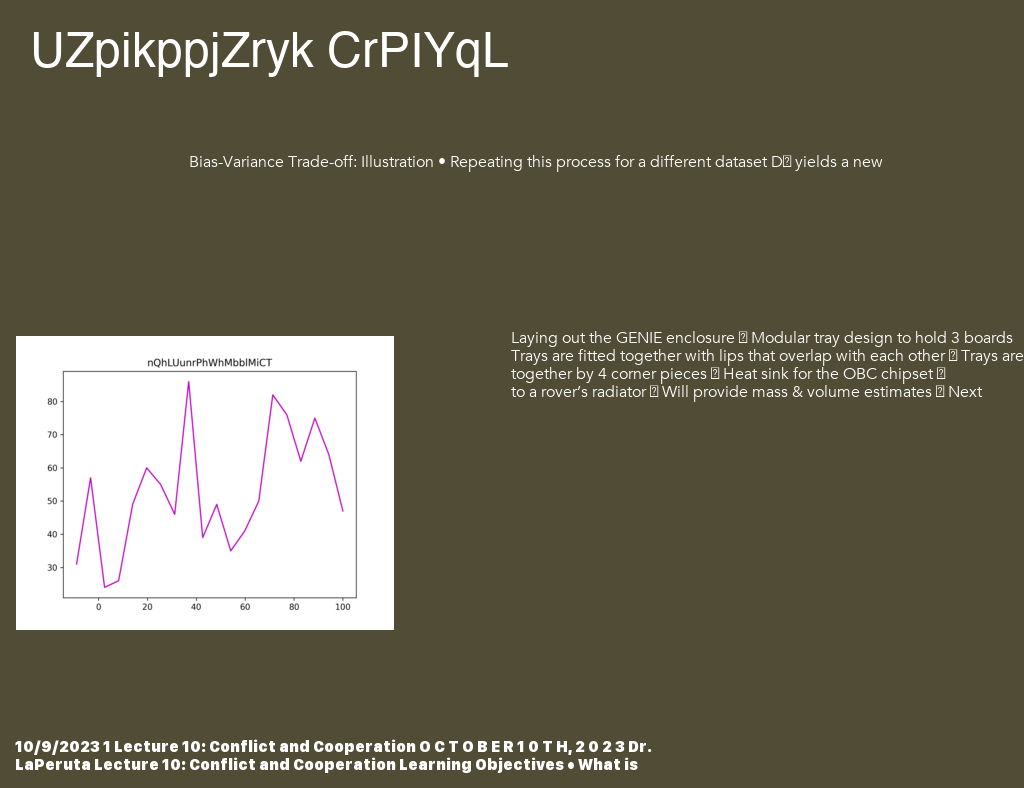 UZpikppjZryk CrPIYqL
Bias-Variance Trade-off: Illustration • Repeating this process for a different dataset D yields a new
Laying out the GENIE enclosure Modular tray design to hold 3 boards
Trays are fitted together with lips that overlap with each other Trays are
together by 4 corner pieces Heat sink for the OBC chipset
to a rover's radiator Will provide mass & volume estimates Next
nQhLUunrPhWhMbblMiCT
80
70
60
50
40
30
0 20 40 60 80 100
10/9/2023 1 Lecture 10: Conflict and Cooperation O C T O B E R 1 0 T H, 2 0 2 3 Dr.
LaPeruta Lecture 10: Conflict and Cooperation Learning Objectives • What is